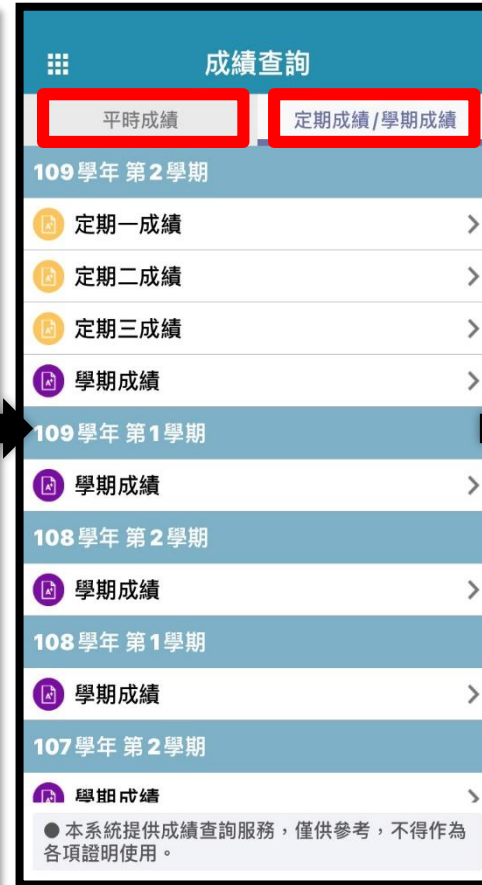 成績查詢
平時成績
定期成績/學期成績
109學年 第2學期
定期一成績
定期二成績
定期三成績
學期成績
109學年 第1學期
學期成績
108學年 第2學期
學期成績
108學年 第1學期
學期成績
107學年 第2學期
學期成績
●本系統提供成績查詢服務，僅供參考，不得作為
各項證明使用。